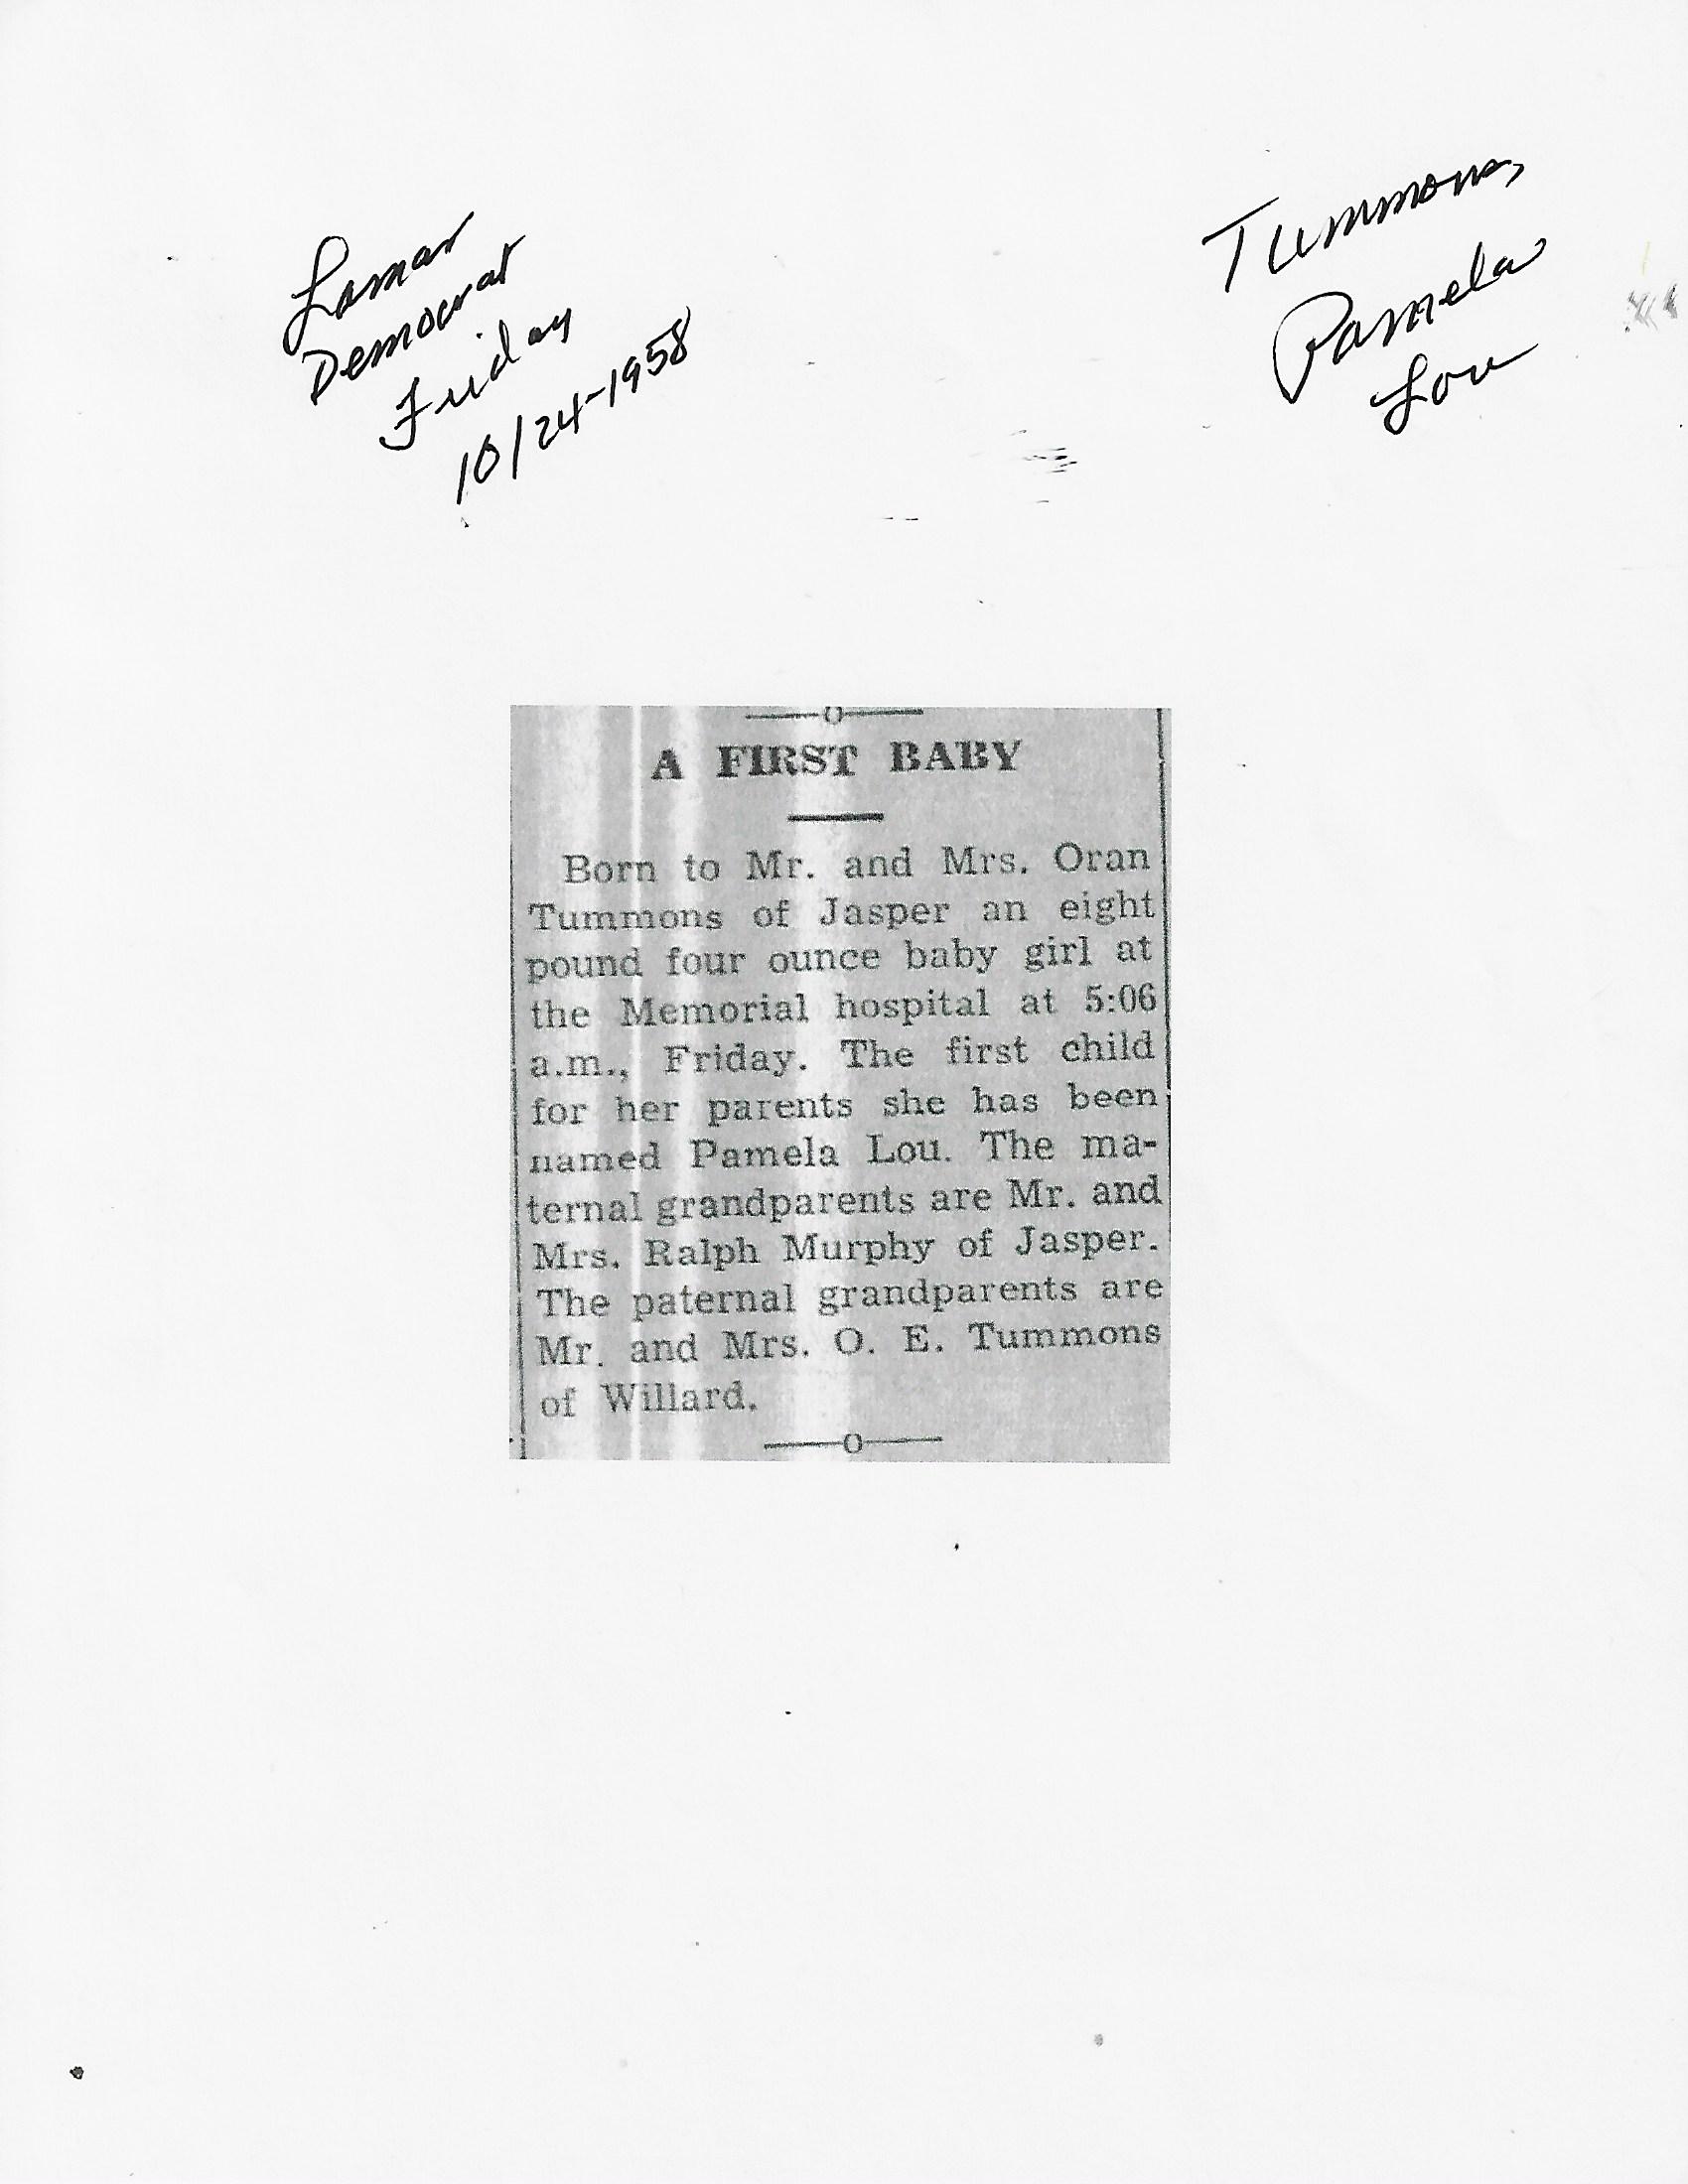 Lamar
Democrat
Friday
10/24-1958
Tummons,
Pamela
Lou
A FIRST BABY
Born to Mr. and Mrs. Oran
Tummons of Jasper an eight
pound four ounce baby girl at
the Memorial hospital at 5:06
a.m., Friday. The first child
for her parents she has been
named Pamela Lou. The ma-
ternal grandparents are Mr. and
Mrs. Ralph Murphy of Jasper.
The paternal grandparents are
Mr. and Mrs. O. E. Tummons
of Willard.